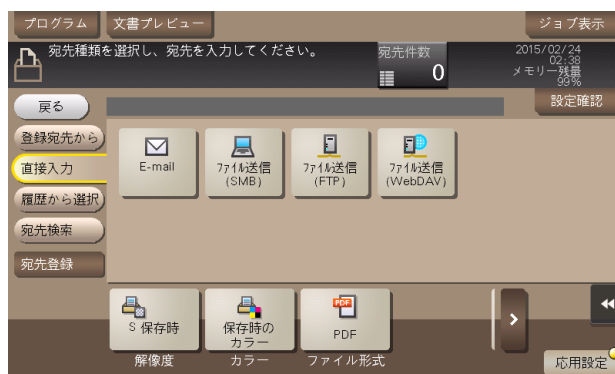 プログラム
文書プレビュー
ジョブ表示
宛先種類を選択し、宛先を入力してください。
宛先件数
0
2015/02/24
02:38
メモリー残量
99%
戻る
設定確認
登録宛先から
直接入力
履歴から選択
宛先検索
宛先登録
E-mail
ファイル送信
(SMB)
ファイル送信
(FTP)
ファイル送信
(WebDAV)
S 保存時
保存時の
カラー
PDF
PDF
解像度
カラー
ファイル形式
応用設定